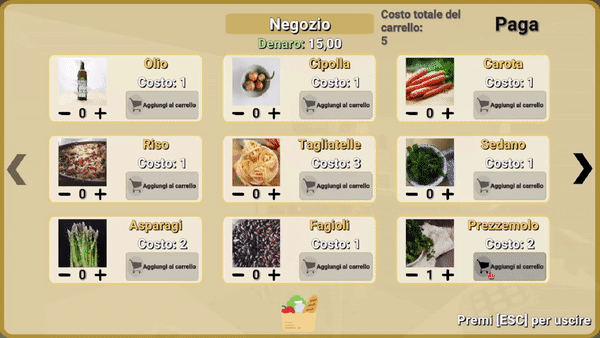 Negozio
Denaro: 15,00
Costo totale del
carrello:
5
Paga
Olio
Costo: 1
Aggiungi al carrello
- 0 +
Cipolla
Costo: 1
Aggiungi al carrello
- 0 +
Carota
Costo: 1
Aggiungi al carrello
- 0 +
Riso
Costo: 1
Aggiungi al carrello
- 0 +
Tagliatelle
Costo: 3
Aggiungi al carrello
- 0 +
Sedano
Costo: 1
Aggiungi al carrello
- 0 +
Asparagi
Costo: 2
Aggiungi al carrello
- 0 +
Fagioli
Costo: 1
Aggiungi al carrello
- 0 +
Prezzemolo
Costo: 2
Aggiungi al carrello
- 1 +
Premi [ESC] per uscire